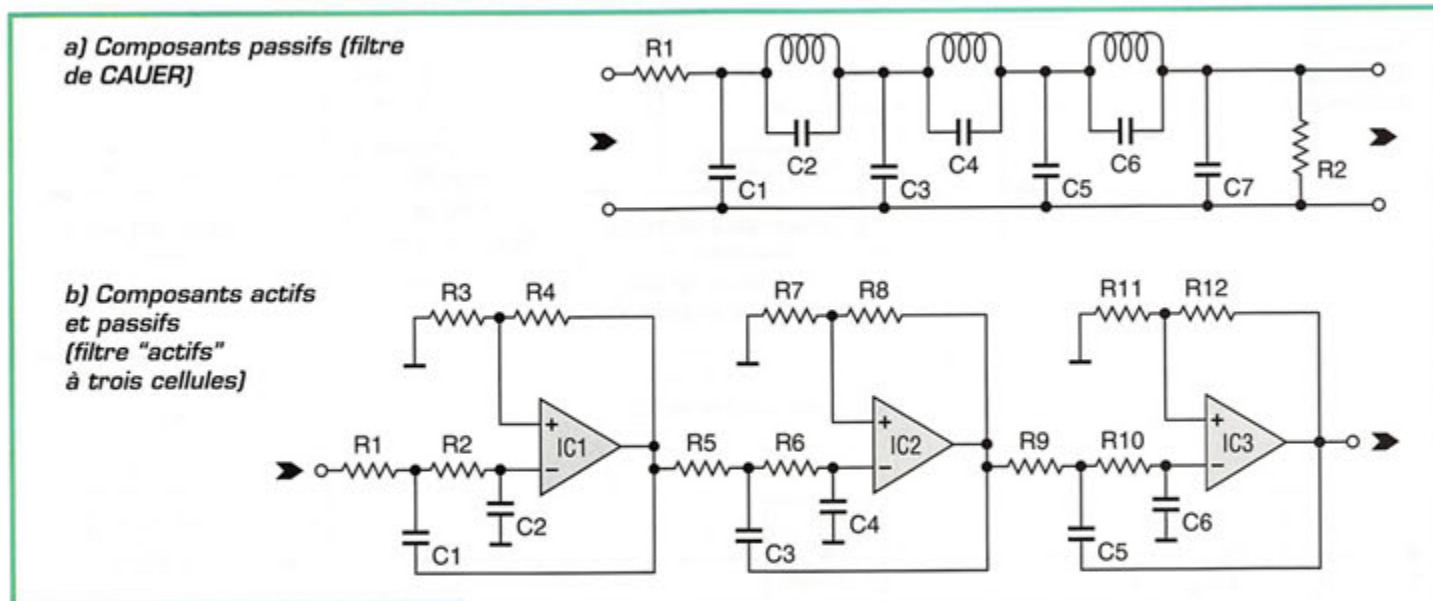 a) Composants passifs (filtre
de CAUER)
R1
C1
C2
C3
C4
C5
C6
C7
R2
b) Composants actifs
et passifs
(filtre "actifs"
à trois cellules)
R3 R4
R7 R8
R11 R12
+
IC1
−
+
IC2
−
+
IC3
−
R1 R2
R5 R6
R9 R10
C2
C4
C6
C1
C3
C5